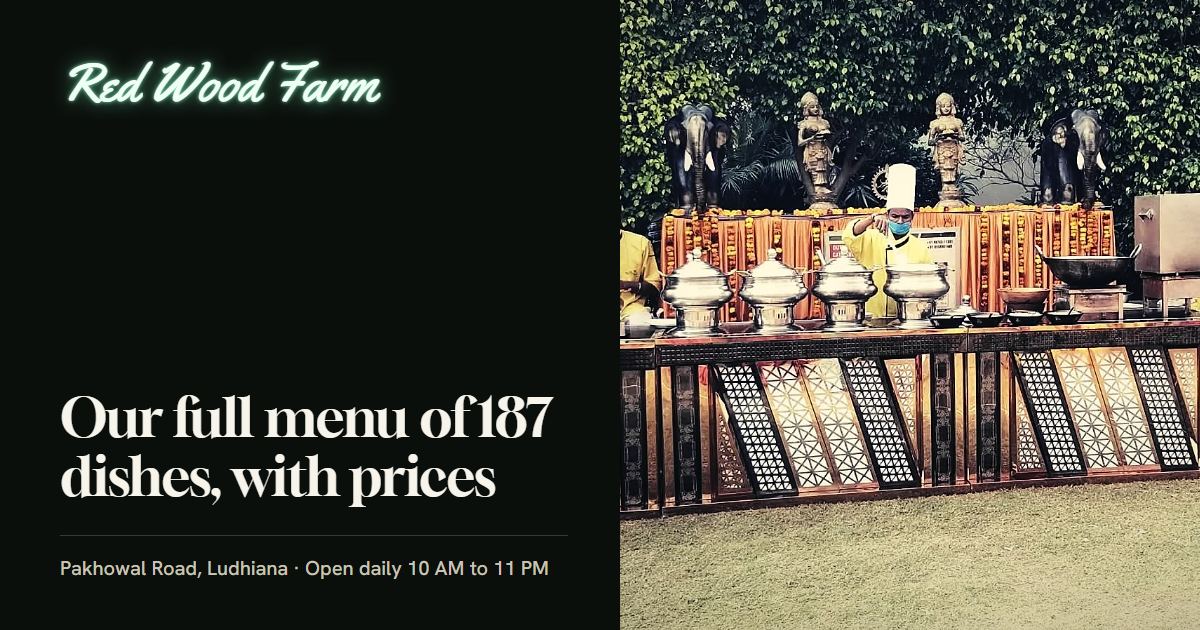 Red Wood Farm
Our full menu of 187
dishes, with prices
Pakhowal Road, Ludhiana · Open daily 10 AM to 11 PM